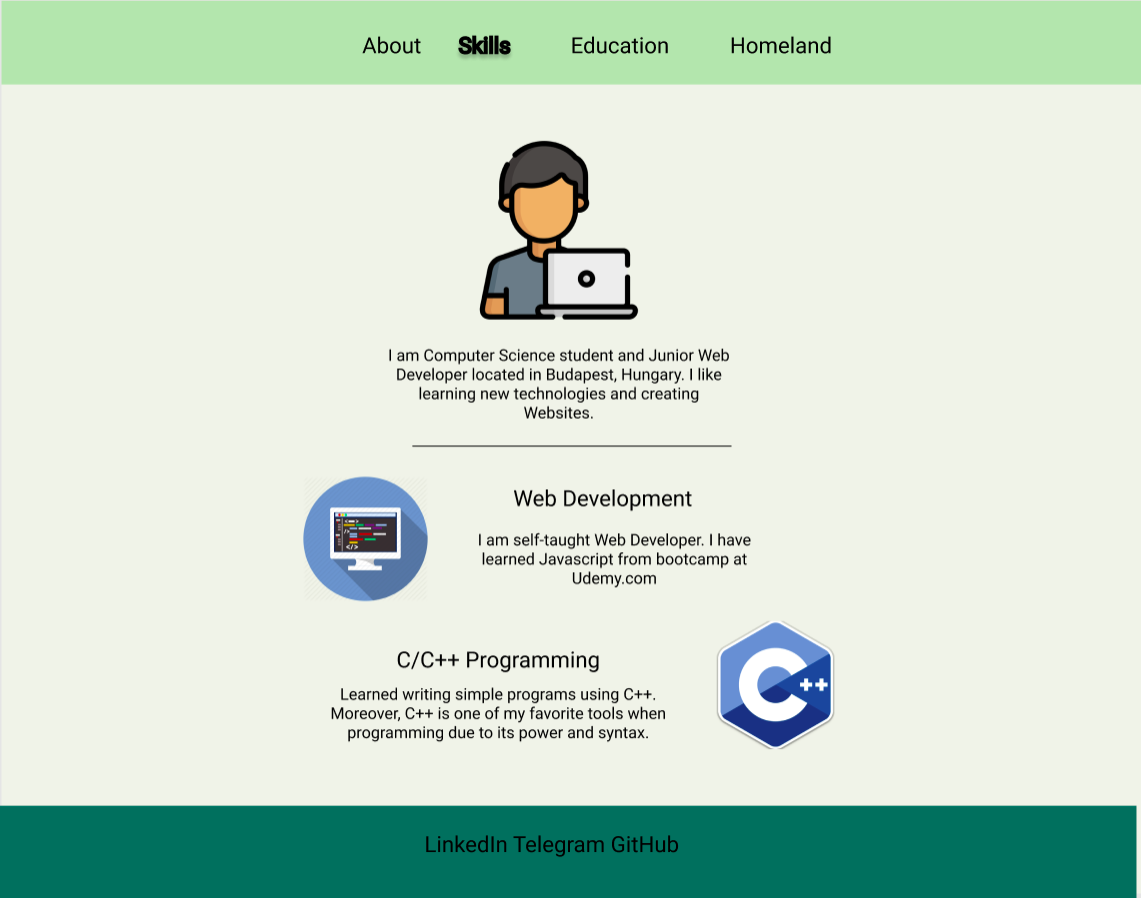 About Skills Education Homeland
I am Computer Science student and Junior Web
Developer located in Budapest, Hungary. I like
learning new technologies and creating
Websites.
Web Development
I am self-taught Web Developer. I have
learned Javascript from bootcamp at
Udemy.com
C/C++ Programming
Learned writing simple programs using C++.
Moreover, C++ is one of my favorite tools when
programming due to its power and syntax.
C++
LinkedIn Telegram GitHub